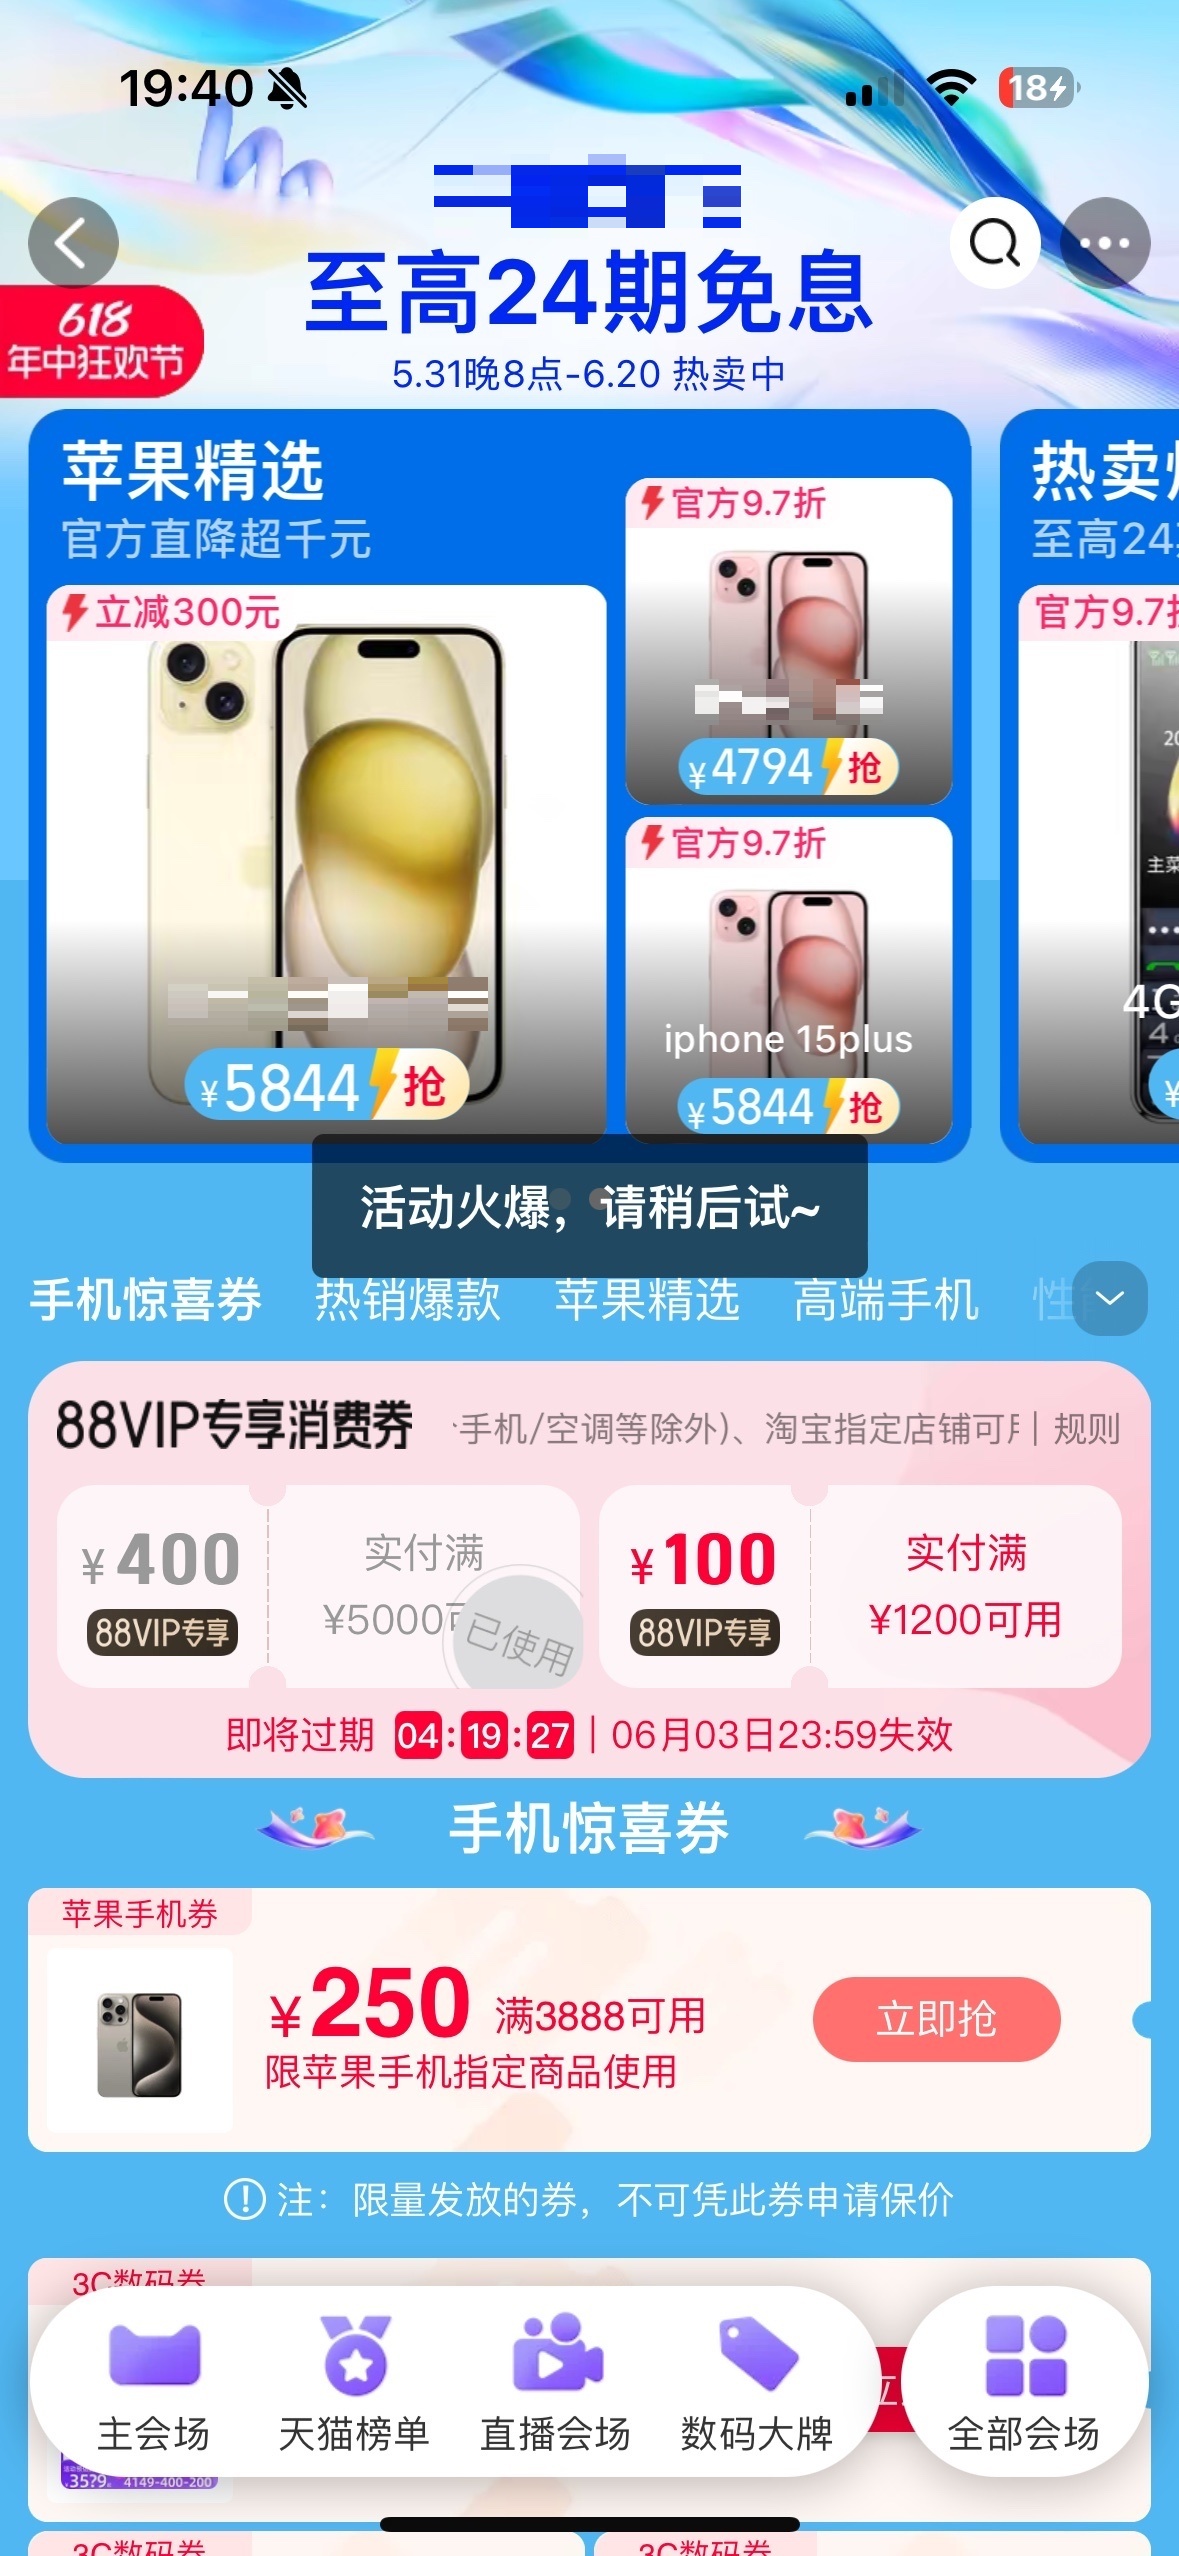 19:40
18
至高24期免息
5.31晚8点-6.20 热卖中
618
年中狂欢节
苹果精选
官方直降超千元
立减300元
¥5844 抢
官方9.7折
¥4794 抢
官方9.7折
iphone 15plus
¥5844 抢
热卖
至高24
官方9.7折
20
主菜
4G
¥
活动火爆，请稍后试~
手机惊喜券 热销爆款 苹果精选 高端手机 性
88VIP专享消费券
手机/空调等除外)、淘宝指定店铺可用 | 规则
¥400
88VIP专享
实付满
¥5000可
已使用
¥100
88VIP专享
实付满
¥1200可用
即将过期 04:19:27 | 06月03日23:59失效
手机惊喜券
苹果手机券
¥250 满3888可用
限苹果手机指定商品使用
立即抢
注：限量发放的券，不可凭此券申请保价
3C数码券
主会场 天猫榜单 直播会场 数码大牌 全部会场
4149-400-200
3C数码券 3C数码券